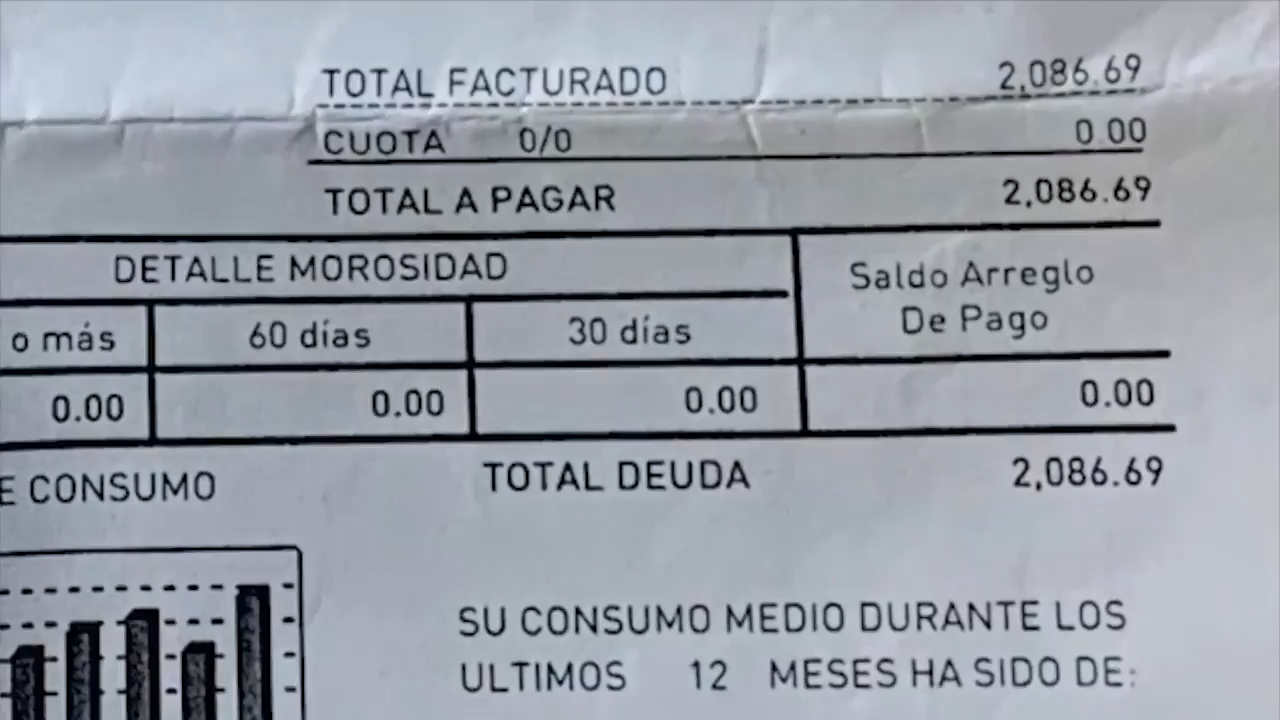 TOTAL FACTURADO 2,086.69
CUOTA 0/0 0.00
TOTAL A PAGAR 2,086.69
DETALLE MOROSIDAD
Saldo Arreglo
De Pago
o más 60 días 30 días
0.00 0.00 0.00 0.00
E CONSUMO TOTAL DEUDA 2,086.69
SU CONSUMO MEDIO DURANTE LOS
ULTIMOS 12 MESES HA SIDO DE: